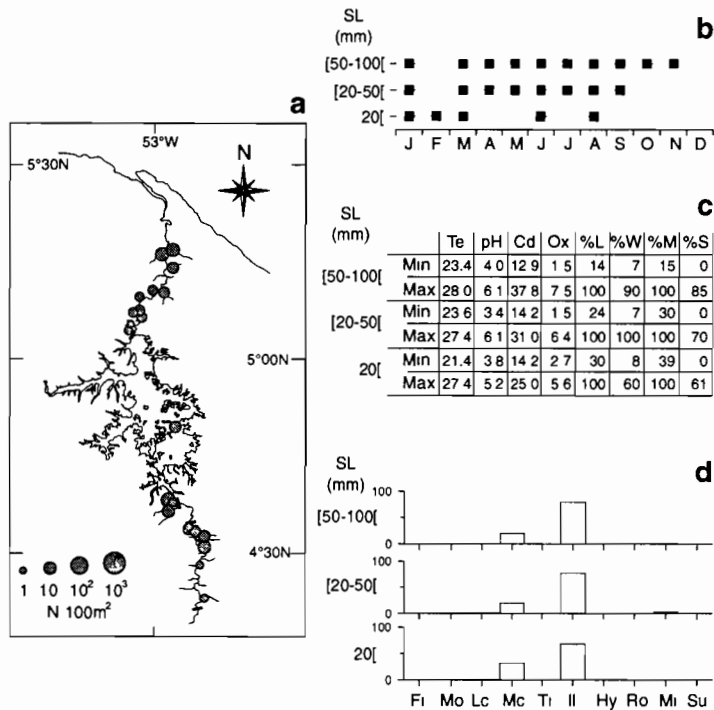 a
53°W
5°30N
N
5°00N
4°30N
1 10 10² 10³
N 100m²
b
SL
(mm)
[50-100[
[20-50[
20[
J F M A M J J A S O N D
c
SL
(mm)
Te pH Cd Ox %L %W %M %S
[50-100[
Min 23.4 4 0 12 9 1 5 14 7 15 0
Max 28 0 6 1 37 8 7 5 100 90 100 85
[20-50[
Min 23 6 3 4 14 2 1 5 24 7 30 0
Max 27 4 6 1 31 0 6 4 100 100 100 70
20[
Min 21.4 3 8 14 2 2 7 30 8 39 0
Max 27 4 5 2 25 0 5 6 100 60 100 61
d
SL
(mm)
100
[50-100[
0
100
[20-50[
0
100
20[
0
Fi Mo Lc Mc Ti Il Hy Ro Mi Su